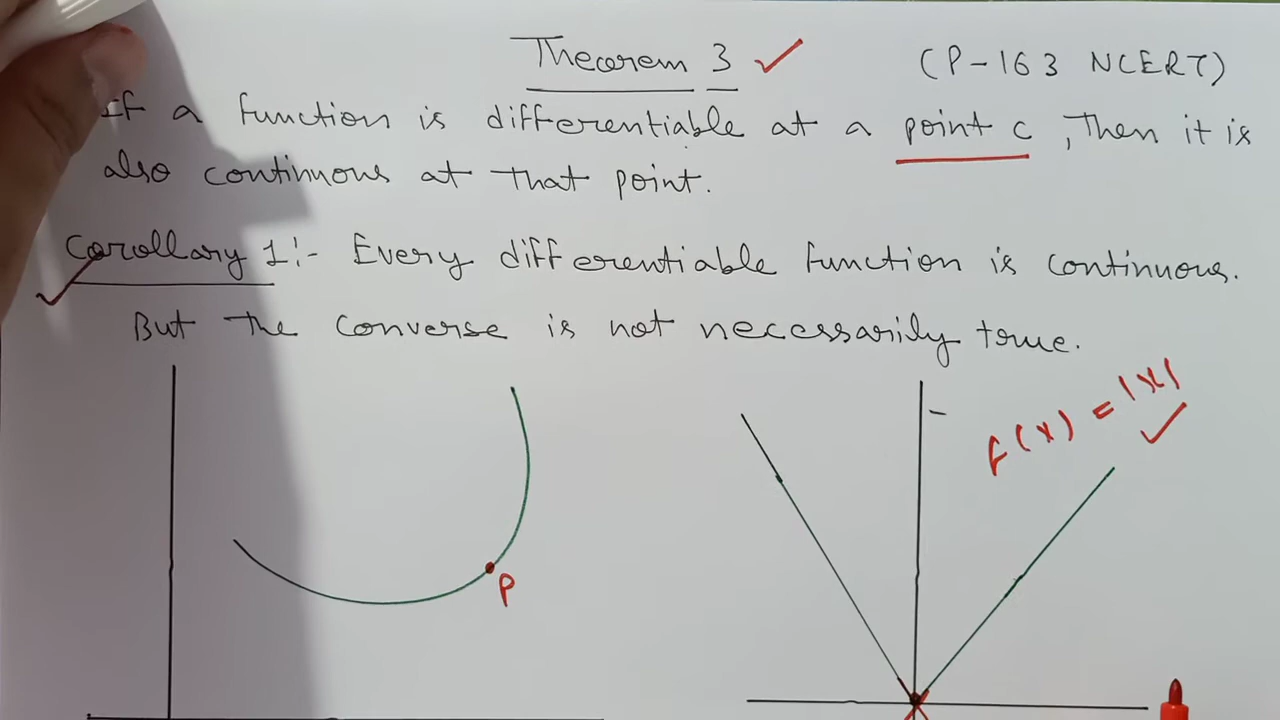 Theorem 3 (P-163 NCERT)
If a function is differentiable at a point c, Then it is
also continuous at that point.
Corollary 1:- Every differentiable function is continuous.
But the converse is not necessarily true.
f(x) = |x|
P